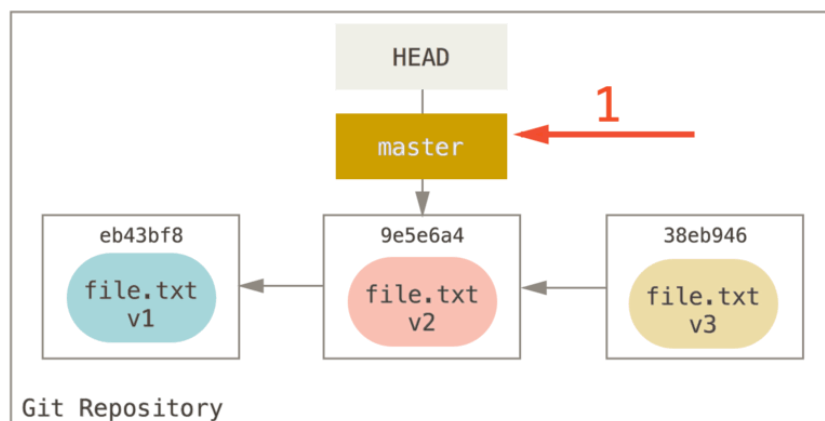 HEAD
1
master
eb43bf8
9e5e6a4
38eb946
file.txt
v1
file.txt
v2
file.txt
v3
Git Repository